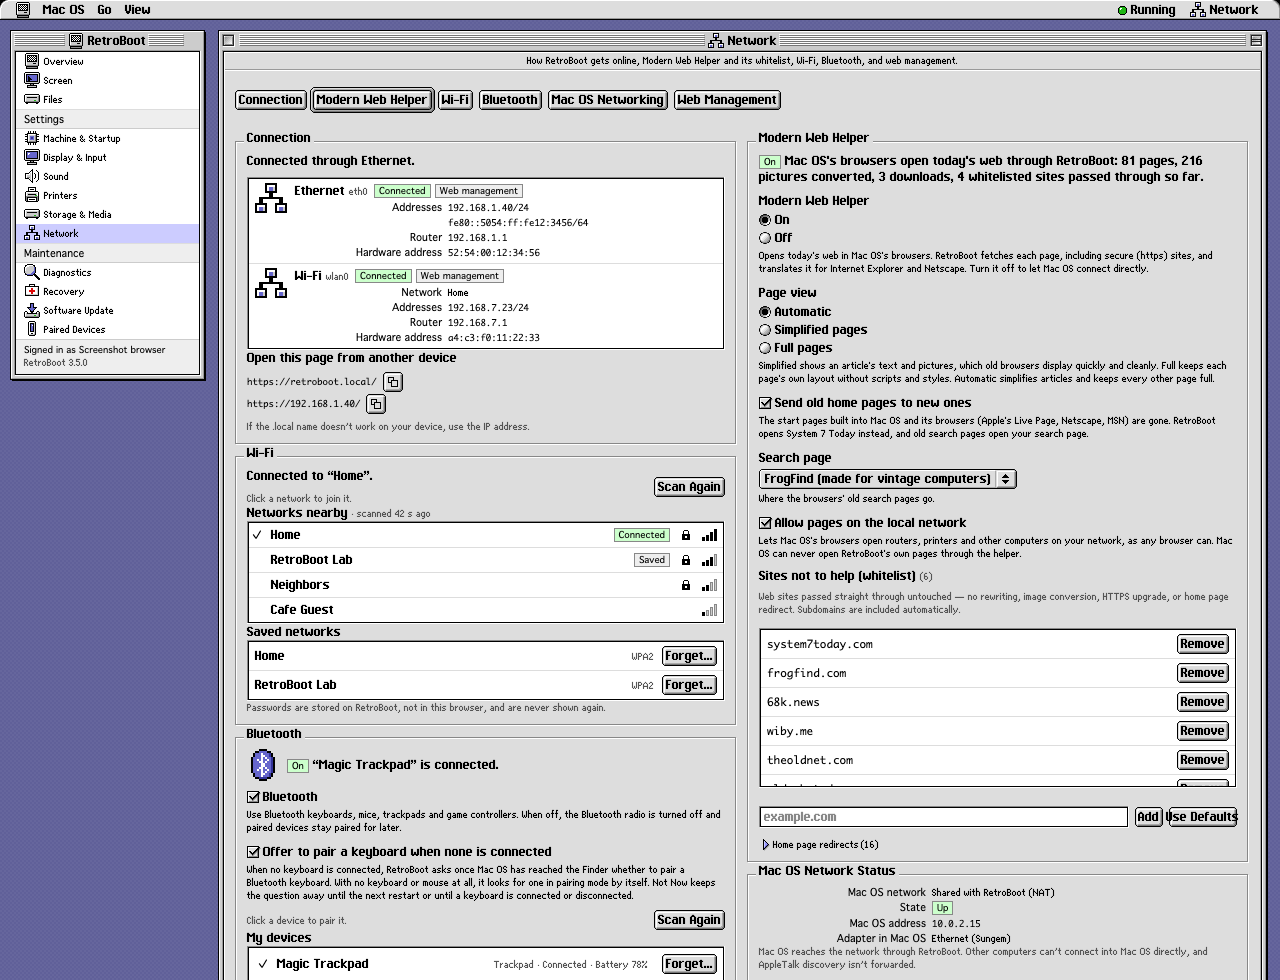 Mac OS Go View
Running Network
RetroBoot
Overview
Screen
Files
Settings
Machine & Startup
Display & Input
Sound
Printers
Storage & Media
Network
Maintenance
Diagnostics
Recovery
Software Update
Paired Devices
Signed in as Screenshot browser
RetroBoot 3.5.0
Network
How RetroBoot gets online, Modern Web Helper and its whitelist, Wi-Fi, Bluetooth, and web management.
Connection Modern Web Helper Wi-Fi Bluetooth Mac OS Networking Web Management
Connection
Connected through Ethernet.
Ethernet eth0 Connected Web management
Addresses 192.168.1.40/24
fe80::5054:ff:fe12:3456/64
Router 192.168.1.1
Hardware address 52:54:00:12:34:56
Wi-Fi wlan0 Connected Web management
Network Home
Addresses 192.168.7.23/24
Router 192.168.7.1
Hardware address a4:c3:f0:11:22:33
Open this page from another device
https://retroboot.local/
https://192.168.1.40/
If the .local name doesn't work on your device, use the IP address.
Wi-Fi
Connected to “Home”.
Scan Again
Click a network to join it.
Networks nearby · scanned 42 s ago
✓ Home Connected
RetroBoot Lab Saved
Neighbors
Cafe Guest
Saved networks
Home WPA2 Forget...
RetroBoot Lab WPA2 Forget...
Passwords are stored on RetroBoot, not in this browser, and are never shown again.
Bluetooth
On “Magic Trackpad” is connected.
Bluetooth
Use Bluetooth keyboards, mice, trackpads and game controllers. When off, the Bluetooth radio is turned off and
paired devices stay paired for later.
Offer to pair a keyboard when none is connected
When no keyboard is connected, RetroBoot asks once Mac OS has reached the Finder whether to pair a
Bluetooth keyboard. With no keyboard or mouse at all, it looks for one in pairing mode by itself. Not Now keeps
the question away until the next restart or until a keyboard is connected or disconnected.
Click a device to pair it.
Scan Again
My devices
✓ Magic Trackpad Trackpad · Connected · Battery 78% Forget...
Modern Web Helper
On Mac OS's browsers open today's web through RetroBoot: 81 pages, 216
pictures converted, 3 downloads, 4 whitelisted sites passed through so far.
Modern Web Helper
On
Off
Opens today's web in Mac OS's browsers. RetroBoot fetches each page, including secure (https) sites, and
translates it for Internet Explorer and Netscape. Turn it off to let Mac OS connect directly.
Page view
Automatic
Simplified pages
Full pages
Simplified shows an article's text and pictures, which old browsers display quickly and cleanly. Full keeps each
page's own layout without scripts and styles. Automatic simplifies articles and keeps every other page full.
Send old home pages to new ones
The start pages built into Mac OS and its browsers (Apple's Live Page, Netscape, MSN) are gone. RetroBoot
opens System 7 Today instead, and old search pages open your search page.
Search page
FrogFind (made for vintage computers)
Where the browsers' old search pages go.
Allow pages on the local network
Lets Mac OS's browsers open routers, printers and other computers on your network, as any browser can. Mac
OS can never open RetroBoot's own pages through the helper.
Sites not to help (whitelist) (6)
Web sites passed straight through untouched — no rewriting, image conversion, HTTPS upgrade, or home page
redirect. Subdomains are included automatically.
system7today.com Remove
frogfind.com Remove
68k.news Remove
wiby.me Remove
theoldnet.com Remove
example.com Add Use Defaults
Home page redirects (16)
Mac OS Network Status
Mac OS network Shared with RetroBoot (NAT)
State Up
Mac OS address 10.0.2.15
Adapter in Mac OS Ethernet (Sungem)
Mac OS reaches the network through RetroBoot. Other computers can't connect into Mac OS directly, and
AppleTalk discovery isn't forwarded.